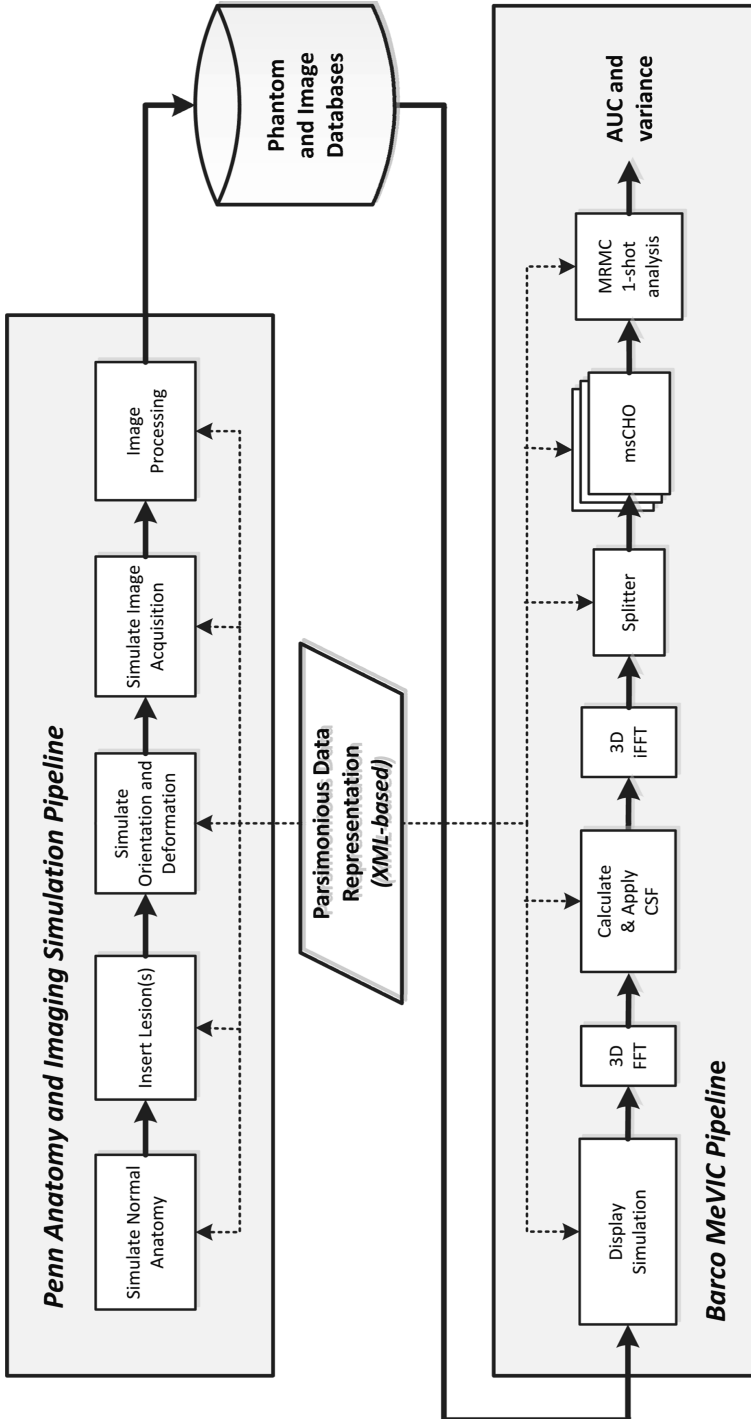 Penn Anatomy and Imaging Simulation Pipeline
Simulate Normal
Anatomy
Insert Lesion(s)
Simulate
Orientation and
Deformation
Simulate Image
Acquisition
Image
Processing
Phantom
and Image
Databases
Parsimonious Data
Representation
(XML-based)
Display
Simulation
3D
FFT
Calculate
& Apply
CSF
3D
iFFT
Splitter
msCHO
MRMC
1-shot
analysis
AUC and
variance
Barco MeVIC Pipeline